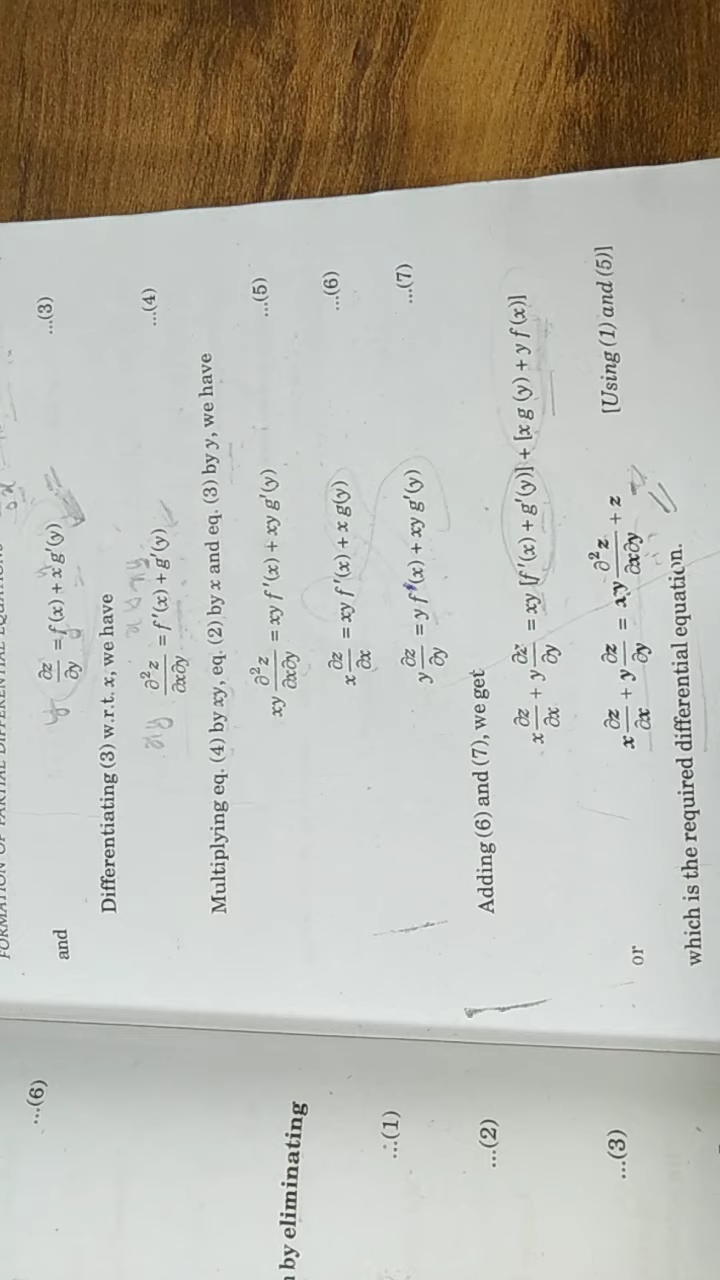 FORMATION OF PARTIAL DIFFERENTIAL EQUATIONS
and ∂z/∂y = f(x) + x g′(y) ...(3)
Differentiating (3) w.r.t. x, we have
∂²z/∂x∂y = f′(x) + g′(y) ...(4)
Multiplying eq. (4) by xy, eq. (2) by x and eq. (3) by y, we have
xy ∂²z/∂x∂y = xy f′(x) + xy g′(y) ...(5)
x ∂z/∂x = xy f′(x) + x g(y) ...(6)
y ∂z/∂y = y f(x) + xy g′(y) ...(7)
Adding (6) and (7), we get
x ∂z/∂x + y ∂z/∂y = xy [f′(x) + g′(y)] + [x g (y) + y f (x)]
or x ∂z/∂x + y ∂z/∂y = xy ∂²z/∂x∂y + z [Using (1) and (5)]
which is the required differential equation.
...(6)
by eliminating
...(1)
...(2)
...(3)